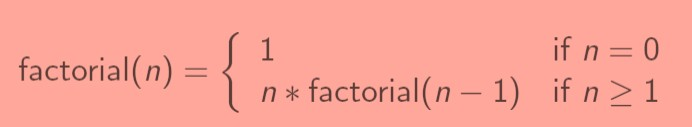 factorial(n) = { 1 if n = 0
n ∗ factorial(n − 1) if n ≥ 1